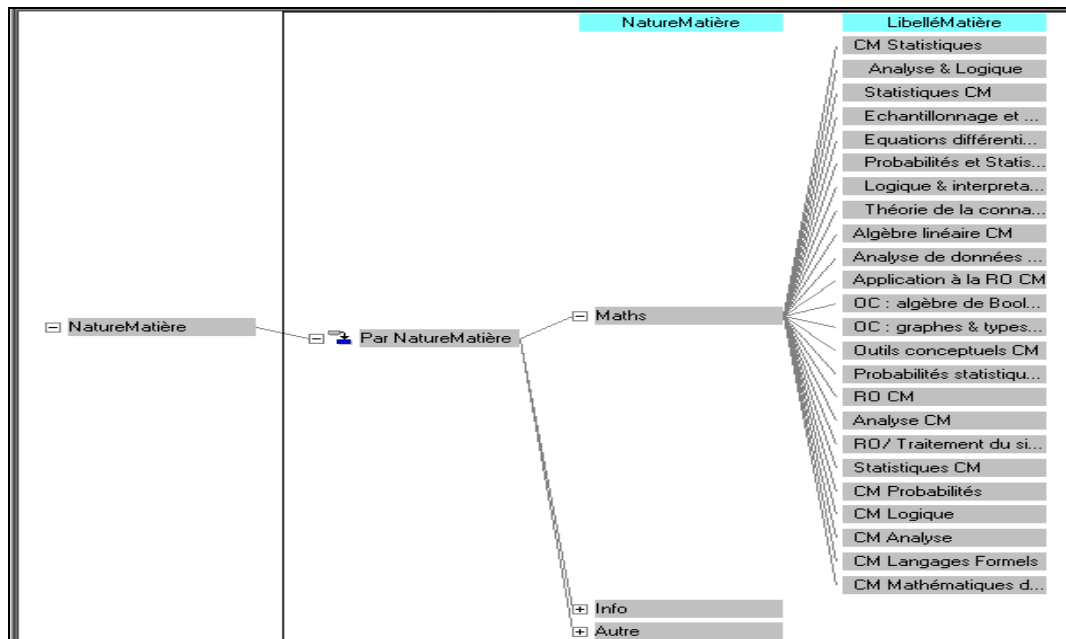 NatureMatière LibelléMatière
CM Statistiques
Analyse & Logique
Statistiques CM
Echantillonnage et ...
Equations différenti...
Probabilités et Statis...
Logique & interpreta...
Théorie de la conna...
Algèbre linéaire CM
Analyse de données ...
Application à la RO CM
OC : algèbre de Bool...
NatureMatière
Maths
OC : graphes & types...
Par NatureMatière
Outils conceptuels CM
Probabilités statistiqu...
RO CM
Analyse CM
RO/ Traitement du si...
Statistiques CM
CM Probabilités
CM Logique
CM Analyse
CM Langages Formels
CM Mathématiques d...
Info
Autre